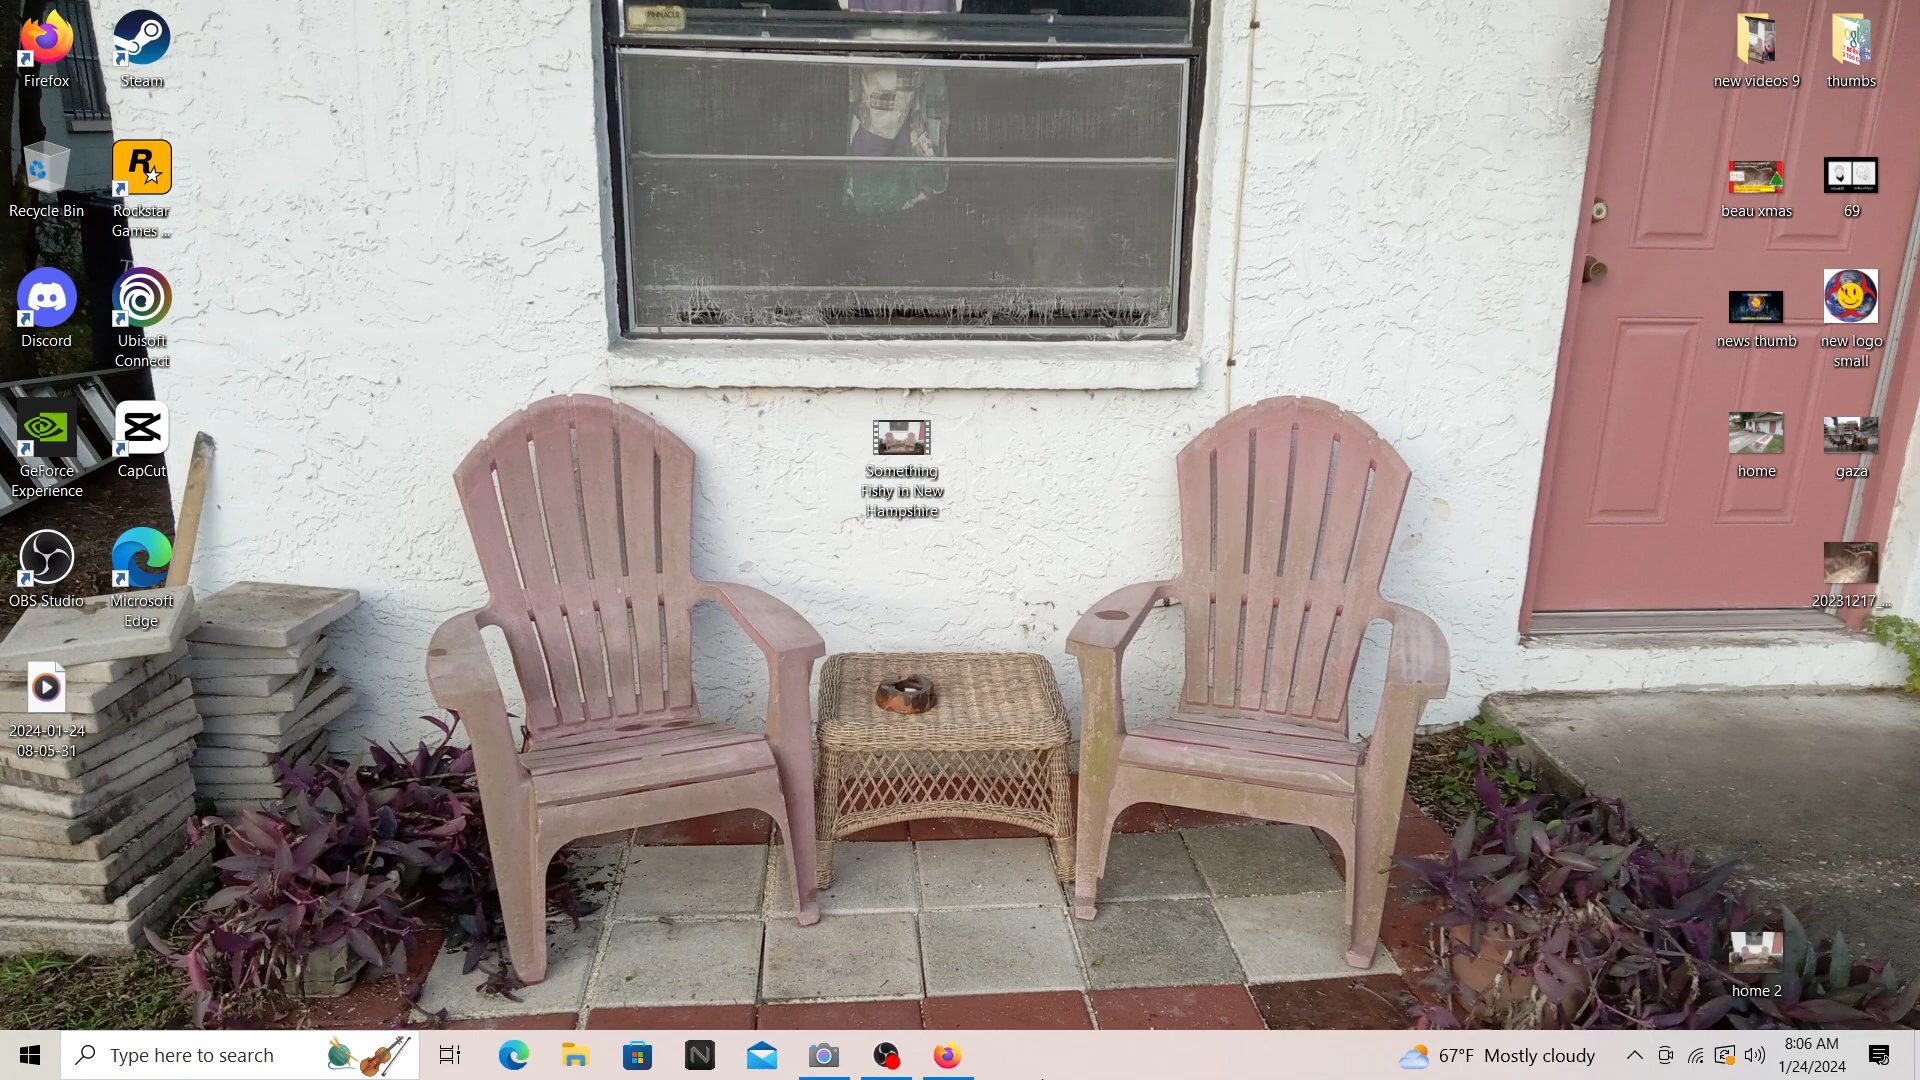 PINNACLE
Firefox
Steam
new videos 9
thumbs
Recycle Bin
Rockstar
Games ...
beau xmas
69
Discord
Ubisoft
Connect
news thumb
new logo
small
GeForce
Experience
CapCut
Something
Fishy in New
Hampshire
home
gaza
OBS Studio
Microsoft
Edge
20231217_...
2024-01-24
08-05-31
home 2
Type here to search
67°F Mostly cloudy
8:06 AM
1/24/2024